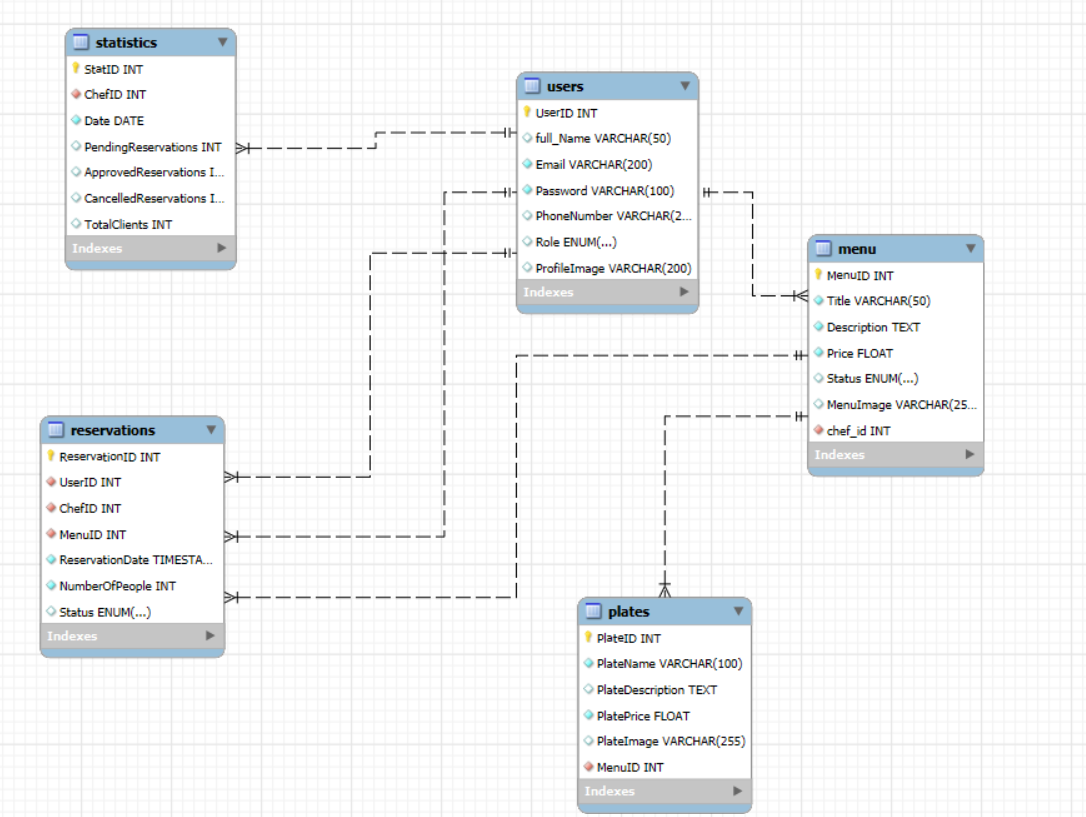 statistics
StatID INT
ChefID INT
Date DATE
PendingReservations INT
ApprovedReservations I...
CancelledReservations I...
TotalClients INT
Indexes
users
UserID INT
full_Name VARCHAR(50)
Email VARCHAR(200)
Password VARCHAR(100)
PhoneNumber VARCHAR(2...
Role ENUM(...)
ProfileImage VARCHAR(200)
Indexes
menu
MenuID INT
Title VARCHAR(50)
Description TEXT
Price FLOAT
Status ENUM(...)
MenuImage VARCHAR(25...
chef_id INT
Indexes
reservations
ReservationID INT
UserID INT
ChefID INT
MenuID INT
ReservationDate TIMESTA...
NumberOfPeople INT
Status ENUM(...)
Indexes
plates
PlateID INT
PlateName VARCHAR(100)
PlateDescription TEXT
PlatePrice FLOAT
PlateImage VARCHAR(255)
MenuID INT
Indexes